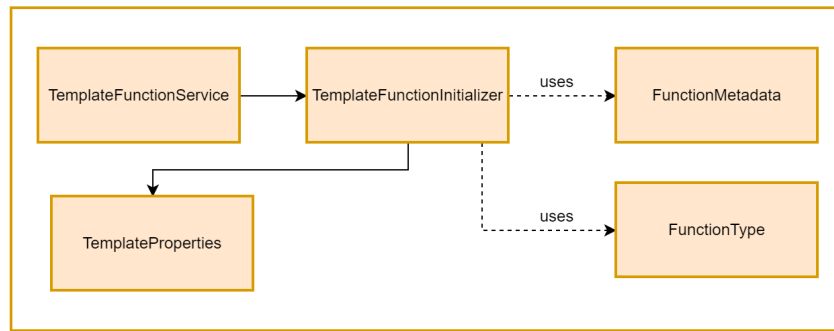 TemplateFunctionService
TemplateFunctionInitializer
uses
FunctionMetadata
TemplateProperties
uses
FunctionType